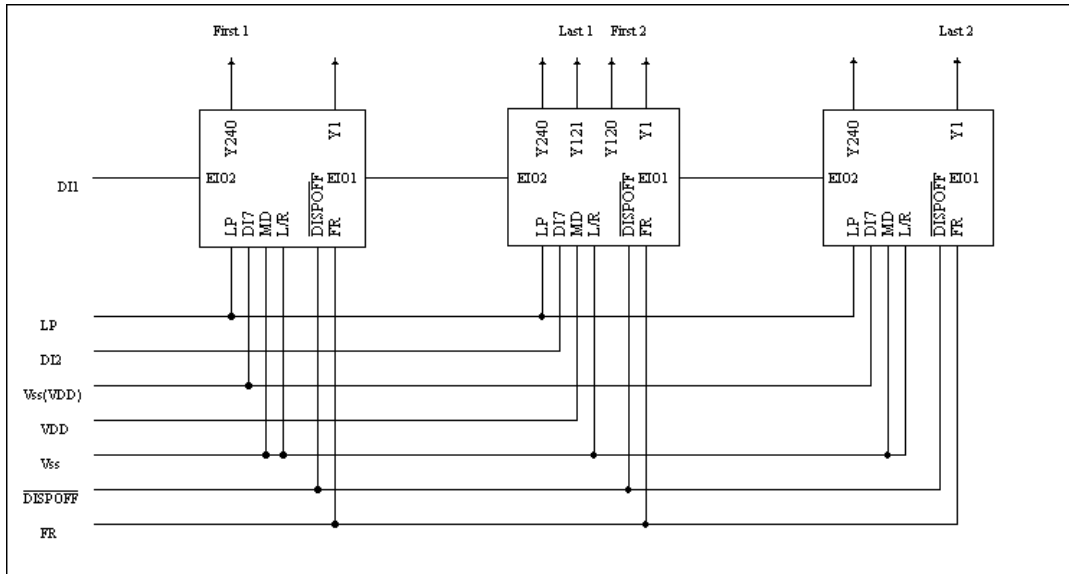 First 1
Last 1 First 2
Last 2
Y240 Y1
Y240 Y121 Y120 Y1
Y240 Y1
DI1
EIO2 EIO1
EIO2 EIO1
EIO2 EIO1
LP DI7 MD L/R DISPOFF FR
LP DI7 MD L/R DISPOFF FR
LP DI7 MD L/R DISPOFF FR
LP
DI2
Vss(VDD)
VDD
Vss
DISPOFF
FR